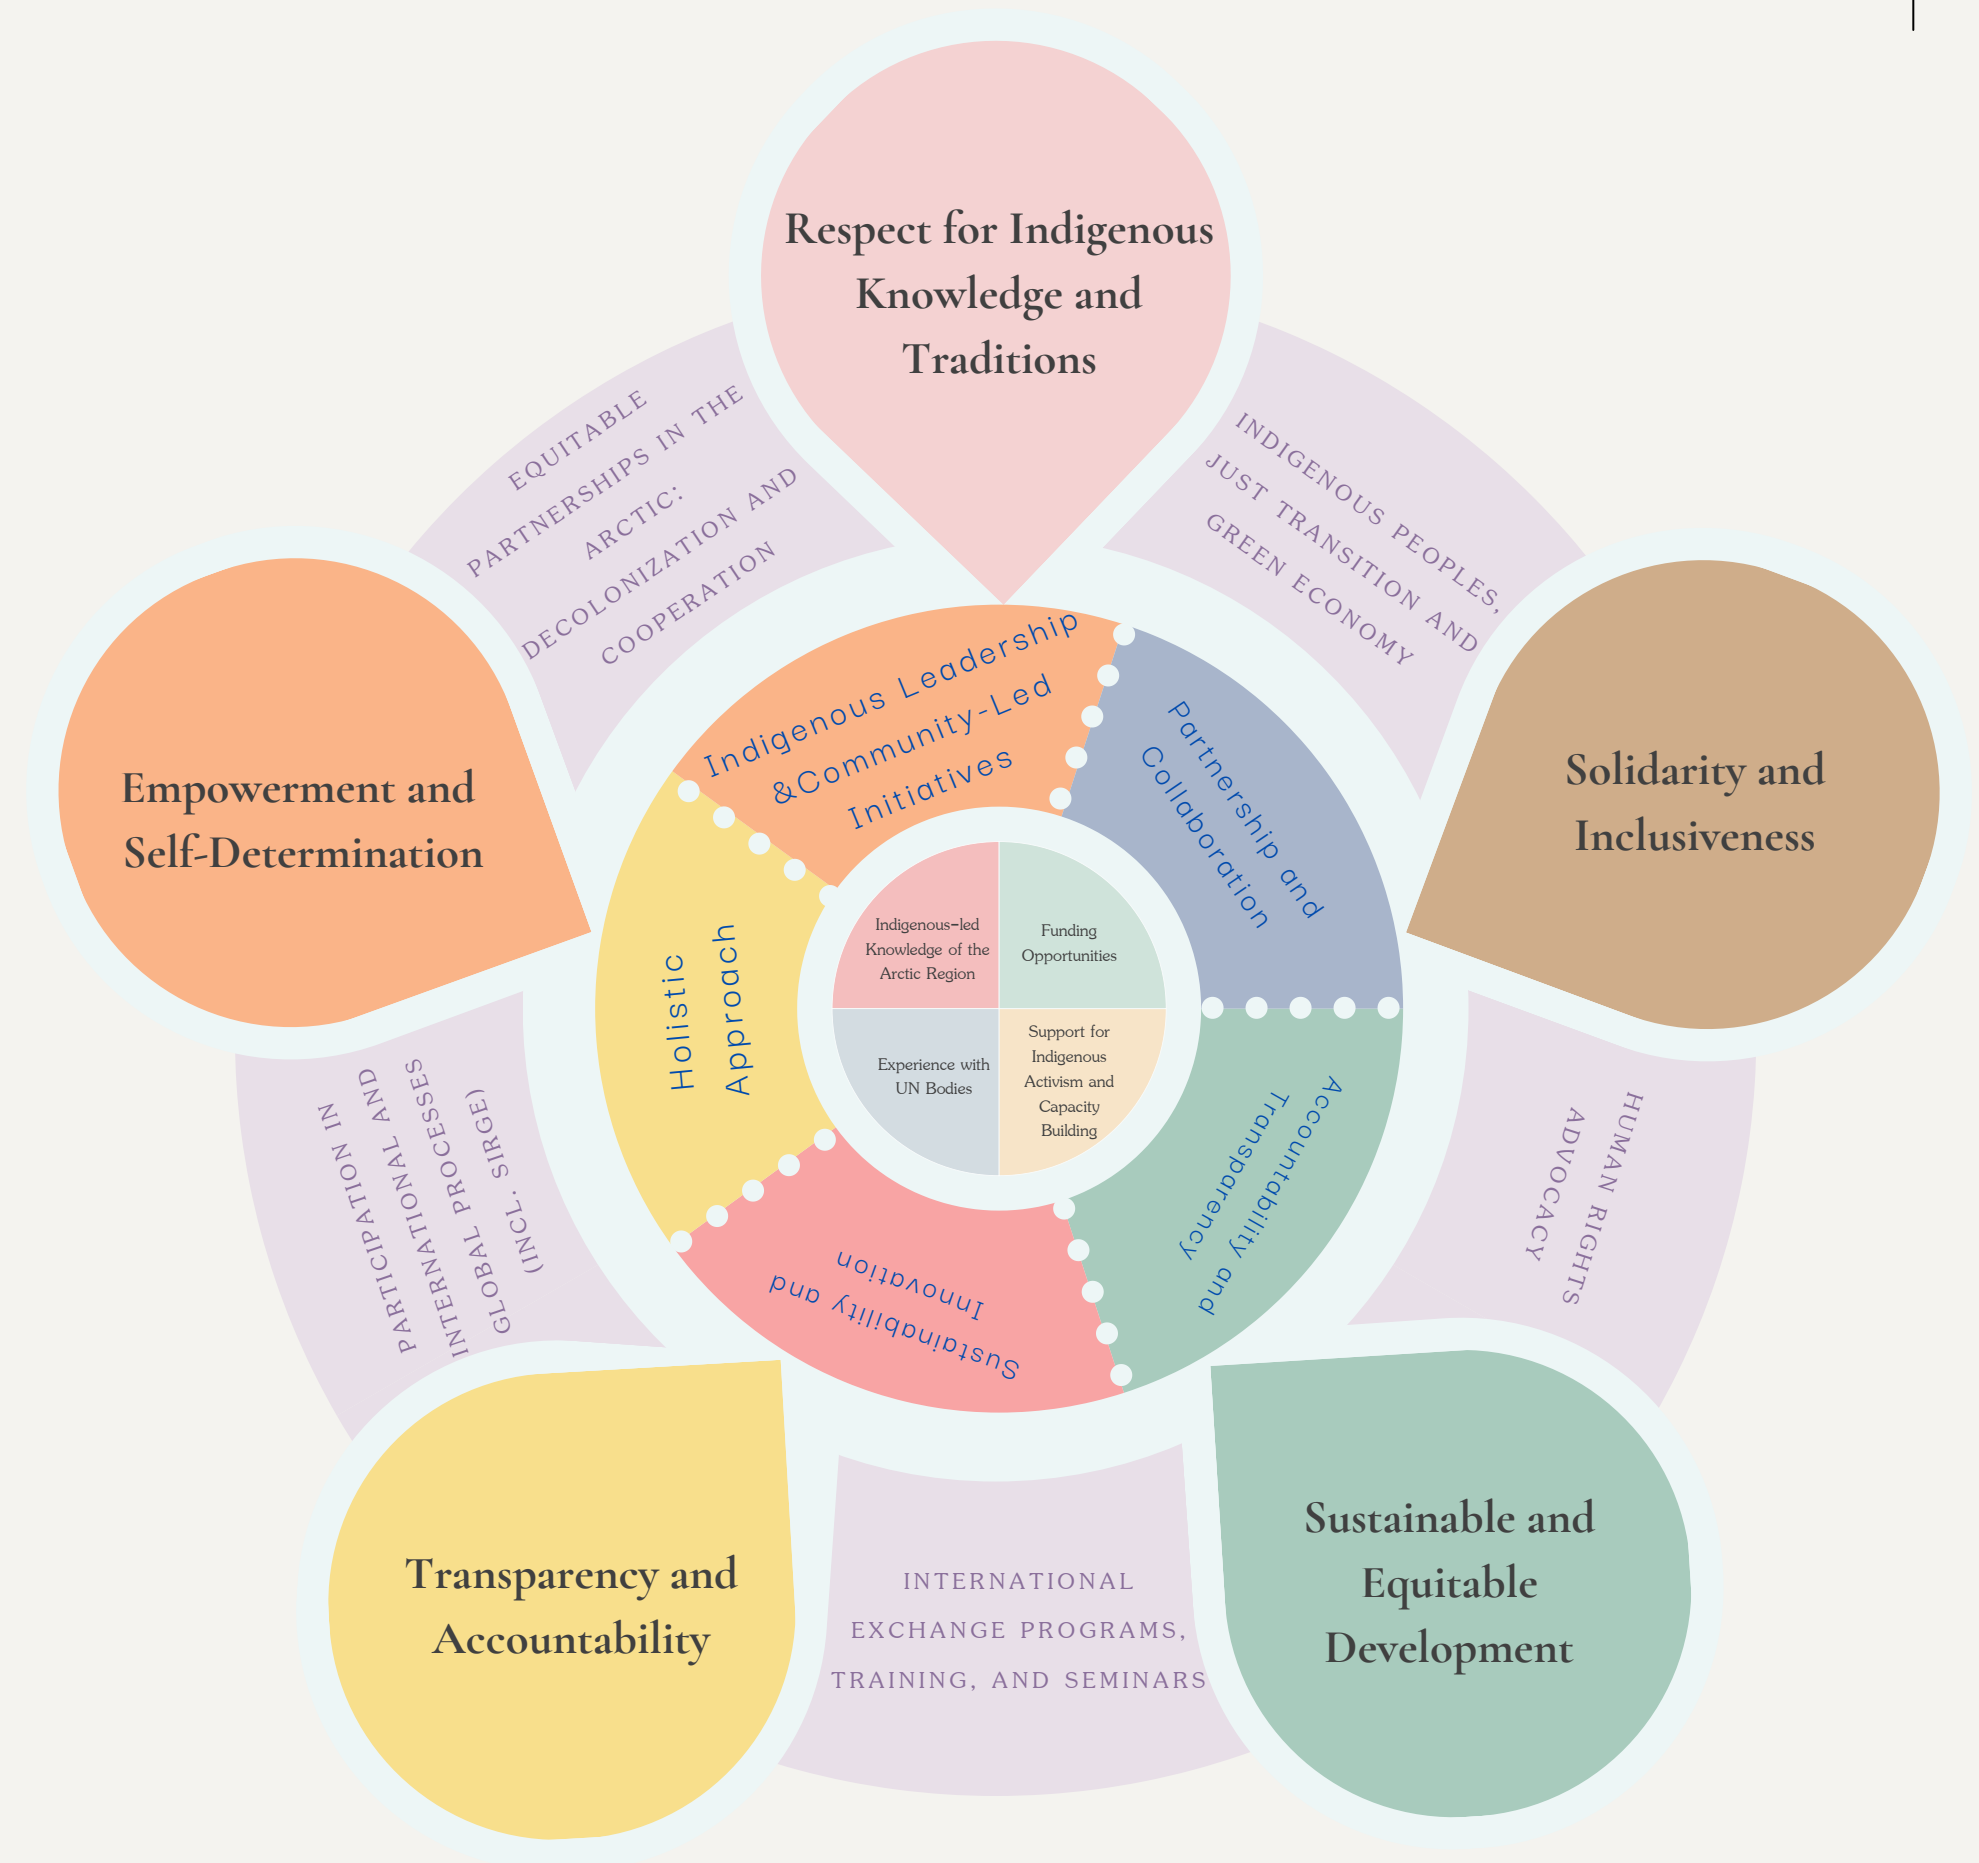 Respect for Indigenous
Knowledge and
Traditions
EQUITABLE
PARTNERSHIPS IN THE
ARCTIC:
DECOLONIZATION AND
COOPERATION
INDIGENOUS PEOPLES,
JUST TRANSITION AND
GREEN ECONOMY
Empowerment and
Self-Determination
Solidarity and
Inclusiveness
Indigenous Leadership
&Community-Led
Initiatives
Partnership and
Collaboration
Holistic
Approach
Indigenous-led
Knowledge of the
Arctic Region
Funding
Opportunities
Experience with
UN Bodies
Support for
Indigenous
Activism and
Capacity
Building
Accountability and
Transparency
Sustainability and
Innovation
PARTICIPATION IN
INTERNATIONAL AND
GLOBAL PROCESSES
(INCL. SIRGE)
HUMAN RIGHTS
ADVOCACY
Transparency and
Accountability
INTERNATIONAL
EXCHANGE PROGRAMS,
TRAINING, AND SEMINARS
Sustainable and
Equitable
Development